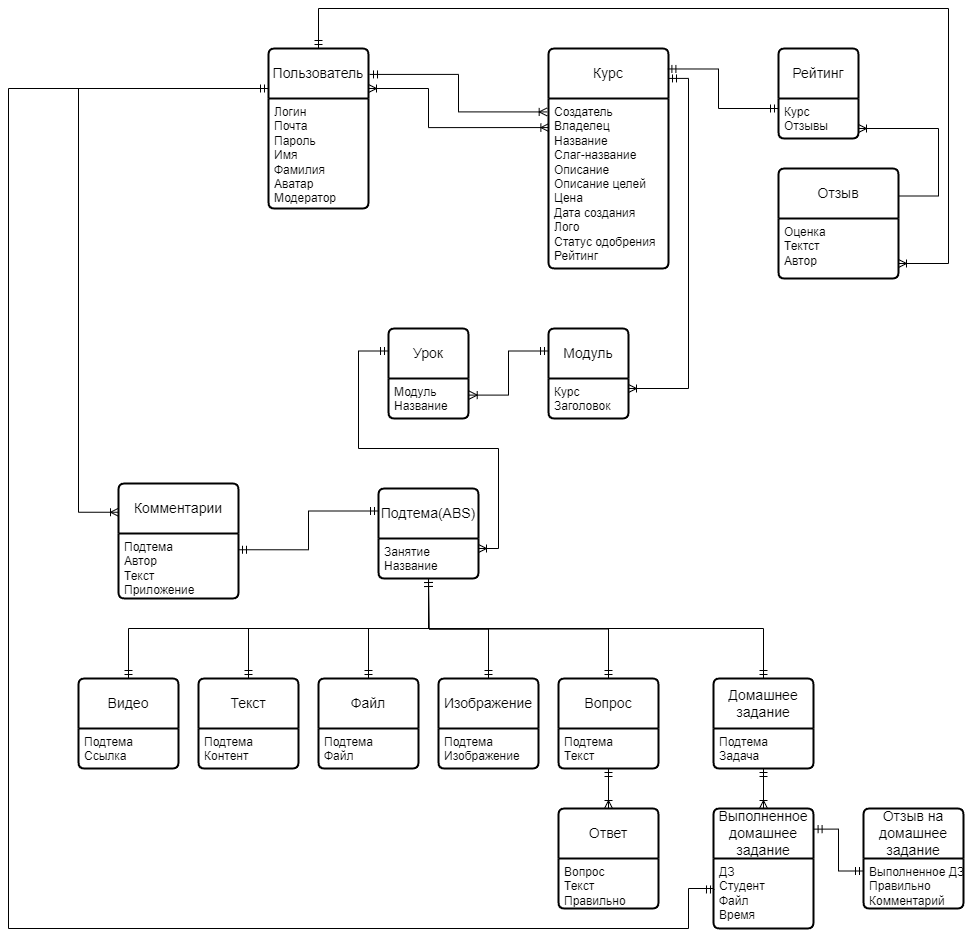 Пользователь
Логин
Почта
Пароль
Имя
Фамилия
Аватар
Модератор
Курс
Создатель
Владелец
Название
Слаг-название
Описание
Описание целей
Цена
Дата создания
Лого
Статус одобрения
Рейтинг
Рейтинг
Курс
Отзывы
Отзыв
Оценка
Тектст
Автор
Урок
Модуль
Название
Модуль
Курс
Заголовок
Комментарии
Подтема
Автор
Текст
Приложение
Подтема(ABS)
Занятие
Название
Видео
Подтема
Ссылка
Текст
Подтема
Контент
Файл
Подтема
Файл
Изображение
Подтема
Изображение
Вопрос
Подтема
Текст
Домашнее
задание
Подтема
Задача
Ответ
Вопрос
Текст
Правильно
Выполненное
домашнее
задание
ДЗ
Студент
Файл
Время
Отзыв на
домашнее
задание
Выполненное ДЗ
Правильно
Комментарий